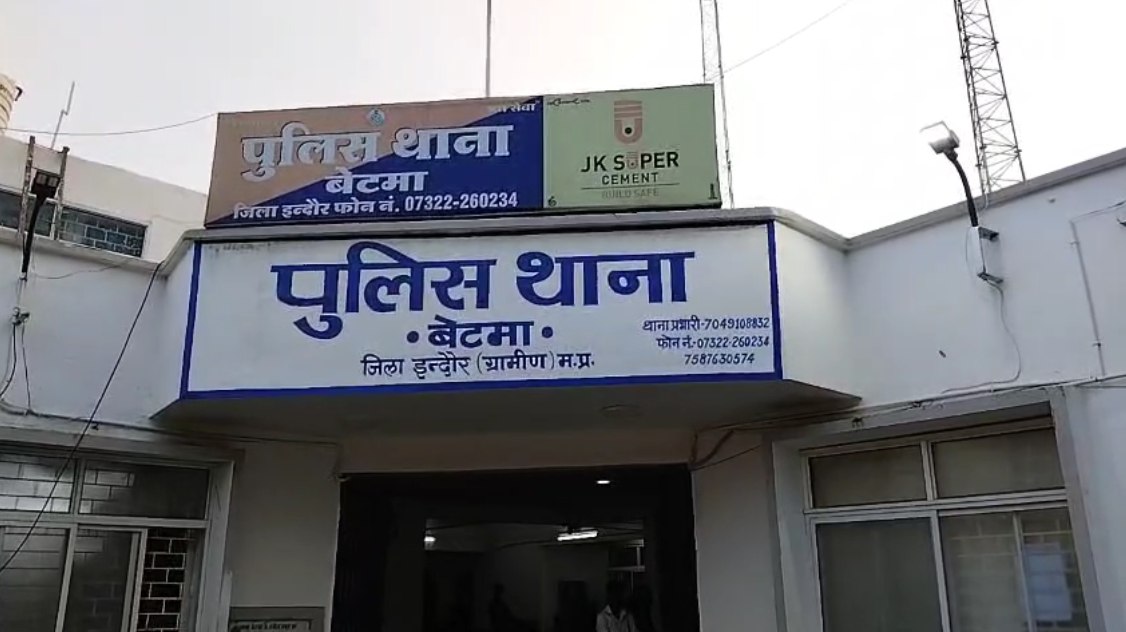 सेवा
पुलिस थाना
बेटमा
जिला इन्दौर फोन नं. 07322-260234
JK SUPER
CEMENT
BUILD SAFE
पुलिस थाना
• बेटमा •
जिला इन्दौर (ग्रामीण) म.प्र.
थाना प्रभारी-7049108832
फोन नं.-07322-260234
7587630574